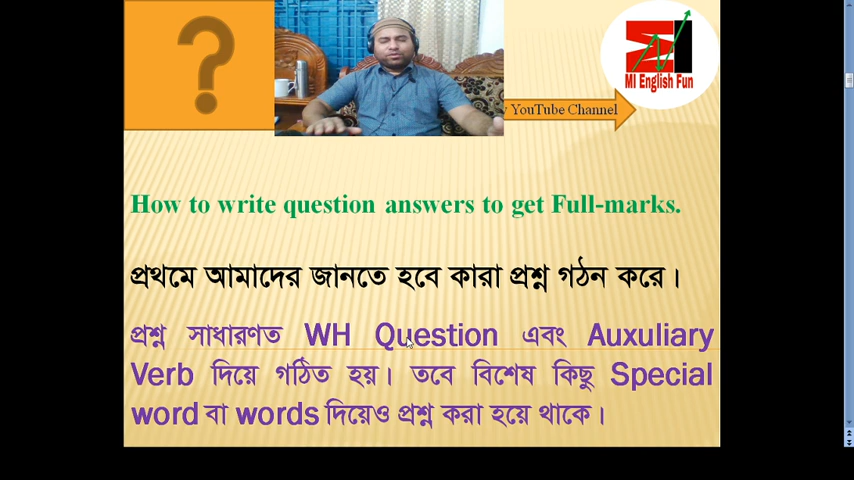 ?
MI English Fun
YouTube Channel
How to write question answers to get Full-marks.
প্রথমে আমাদের জানতে হবে কারা প্রশ্ন গঠন করে।
প্রশ্ন সাধারণত WH Question এবং Auxuliary
Verb দিয়ে গঠিত হয়। তবে বিশেষ কিছু Special
word বা words দিয়েও প্রশ্ন করা হয়ে থাকে।